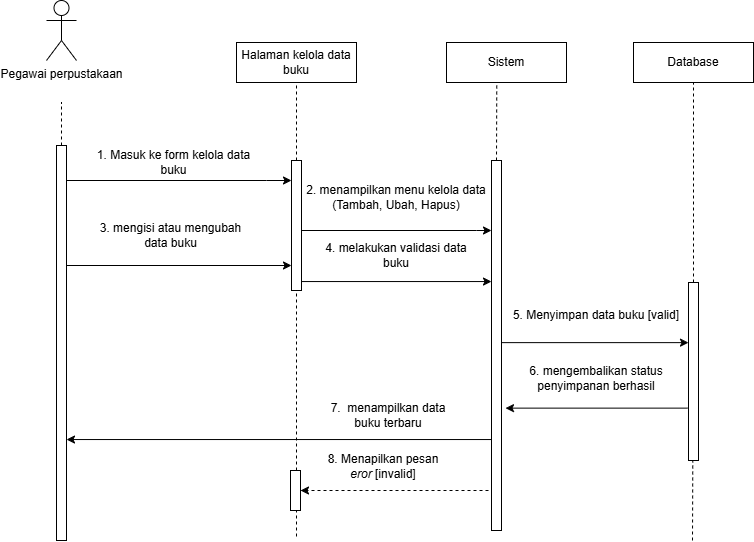 Pegawai perpustakaan
Halaman kelola data
buku
Sistem
Database
1. Masuk ke form kelola data
buku
2. menampilkan menu kelola data
(Tambah, Ubah, Hapus)
3. mengisi atau mengubah
data buku
4. melakukan validasi data
buku
5. Menyimpan data buku [valid]
6. mengembalikan status
penyimpanan berhasil
7. menampilkan data
buku terbaru
8. Menapilkan pesan
eror [invalid]